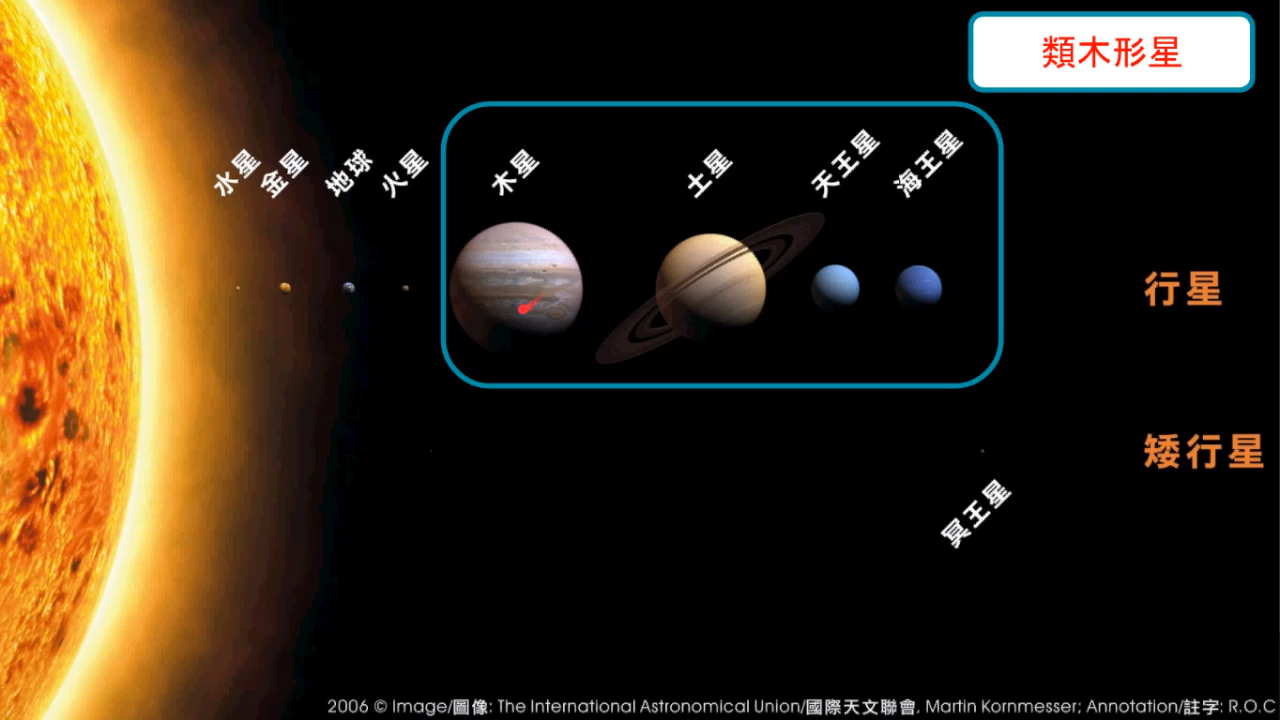 類木形星
水星
金星
地球
火星
木星
土星
天王星
海王星
行星
矮行星
冥王星
2006 © Image/圖像: The International Astronomical Union/國際天文聯會, Martin Kornmesser; Annotation/註字: R.O.C